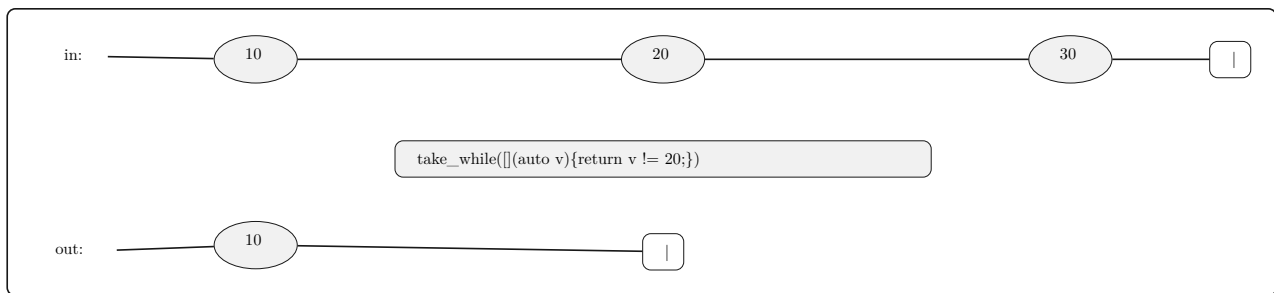 in: 10 20 30 |
take_while([](auto v){return v != 20;})
out: 10 |